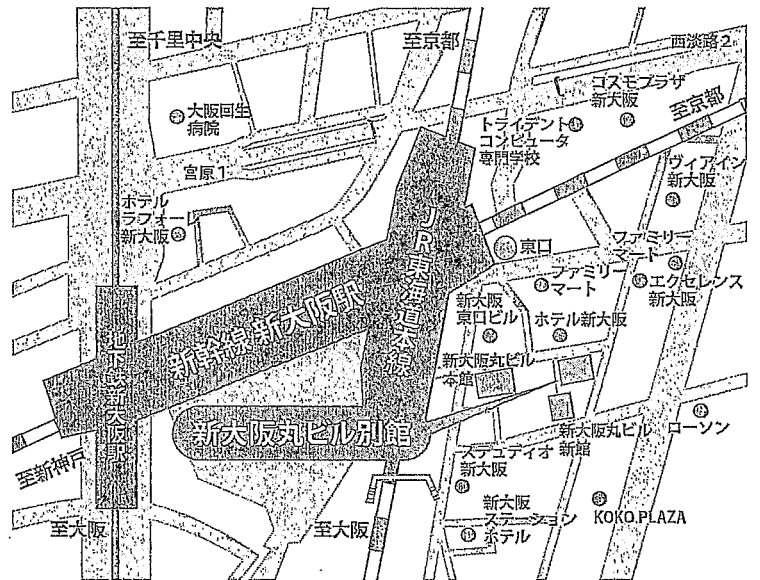 至千里中央
至京都
西淡路2
大阪回生
病院
コスモプラザ
新大阪
至京都
トライデント
コンピュータ
専門学校
宮原1
ヴィアイン
新大阪
ホテル
ラフォーレ
新大阪
JR東海道本線
東口
ファミリー
マート
ファミリー
マート
エクセレンス
新大阪
新幹線 新大阪駅
新大阪
東口ビル
ホテル新大阪
地下鉄新大阪駅
新大阪丸ビル
本館
新大阪丸ビル別館
新大阪丸ビル
新館
ローソン
至新神戸
ステュディオ
新大阪
新大阪
ステーション
ホテル
KOKO PLAZA
至大阪
至大阪